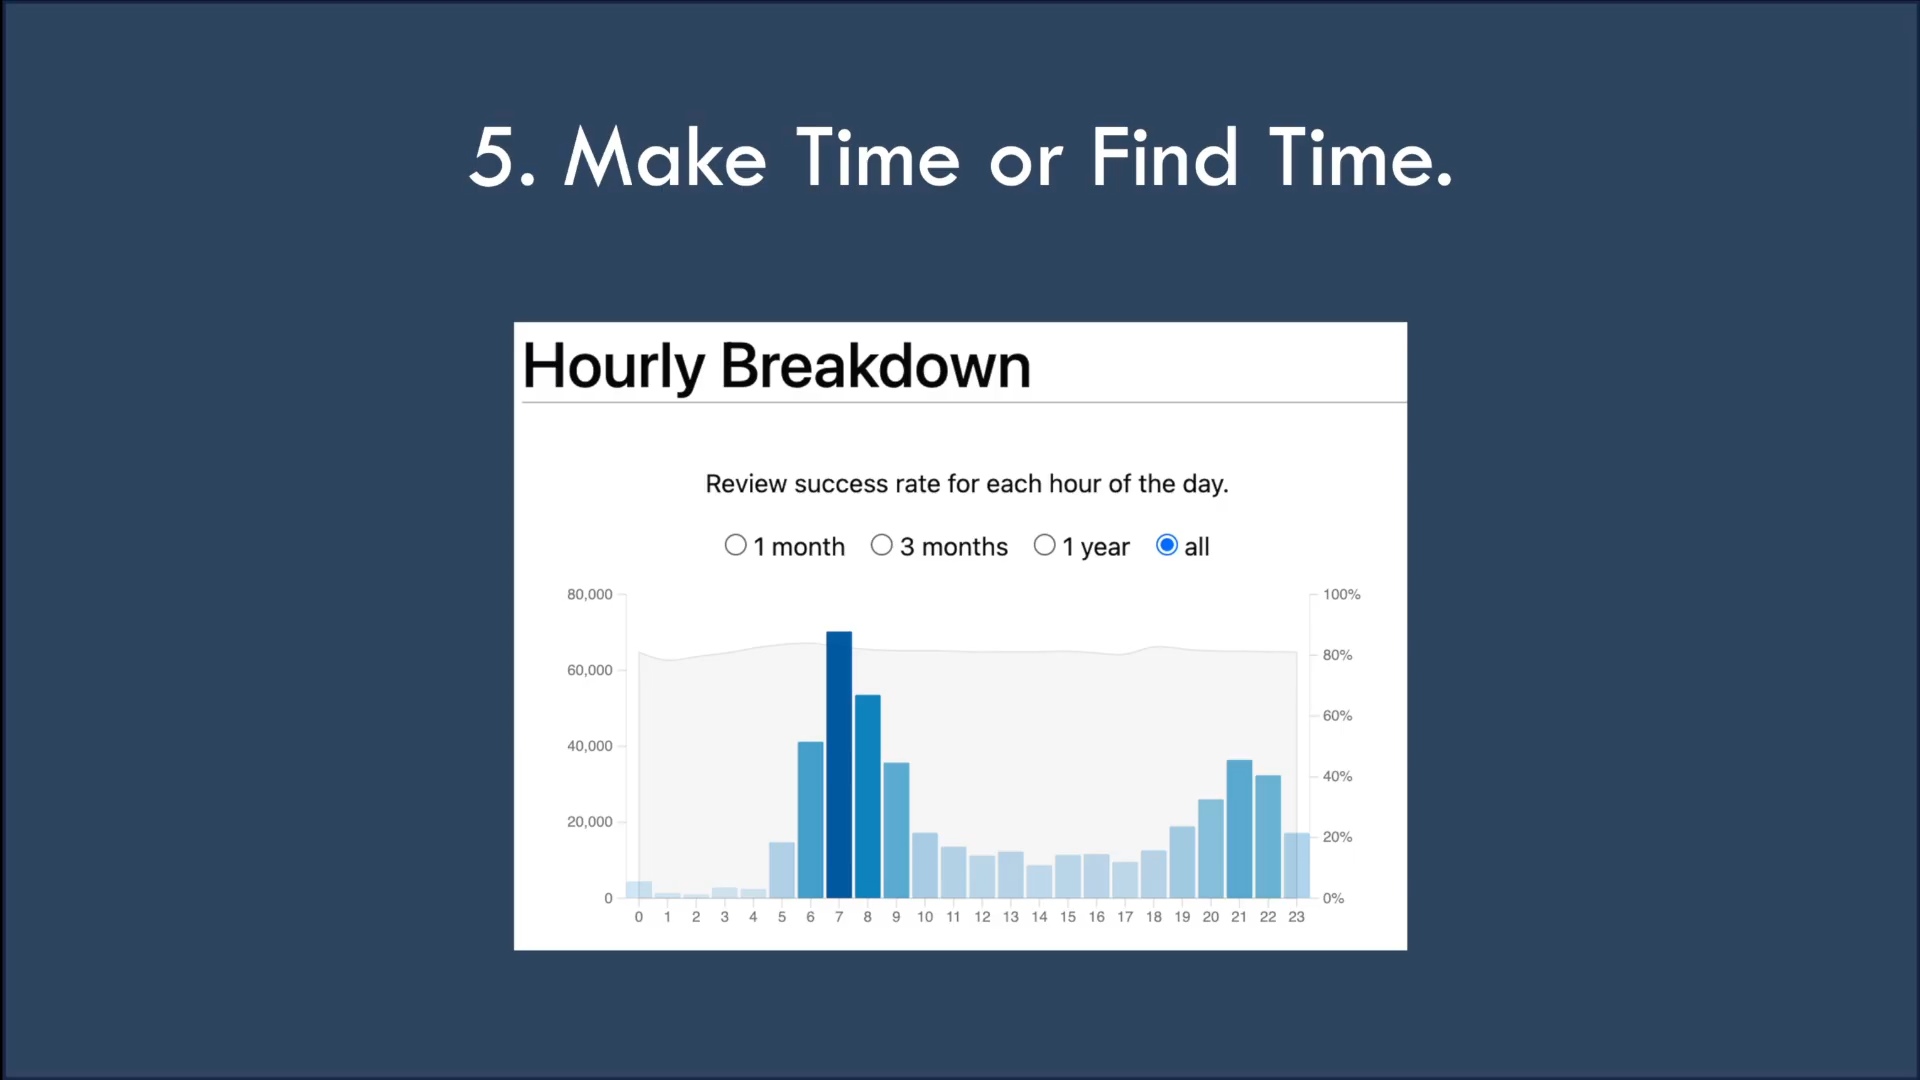 5. Make Time or Find Time.
Hourly Breakdown
Review success rate for each hour of the day.
1 month 3 months 1 year all
80,000 100%
80%
60,000
60%
40,000
40%
20,000
20%
0 0%
0 1 2 3 4 5 6 7 8 9 10 11 12 13 14 15 16 17 18 19 20 21 22 23